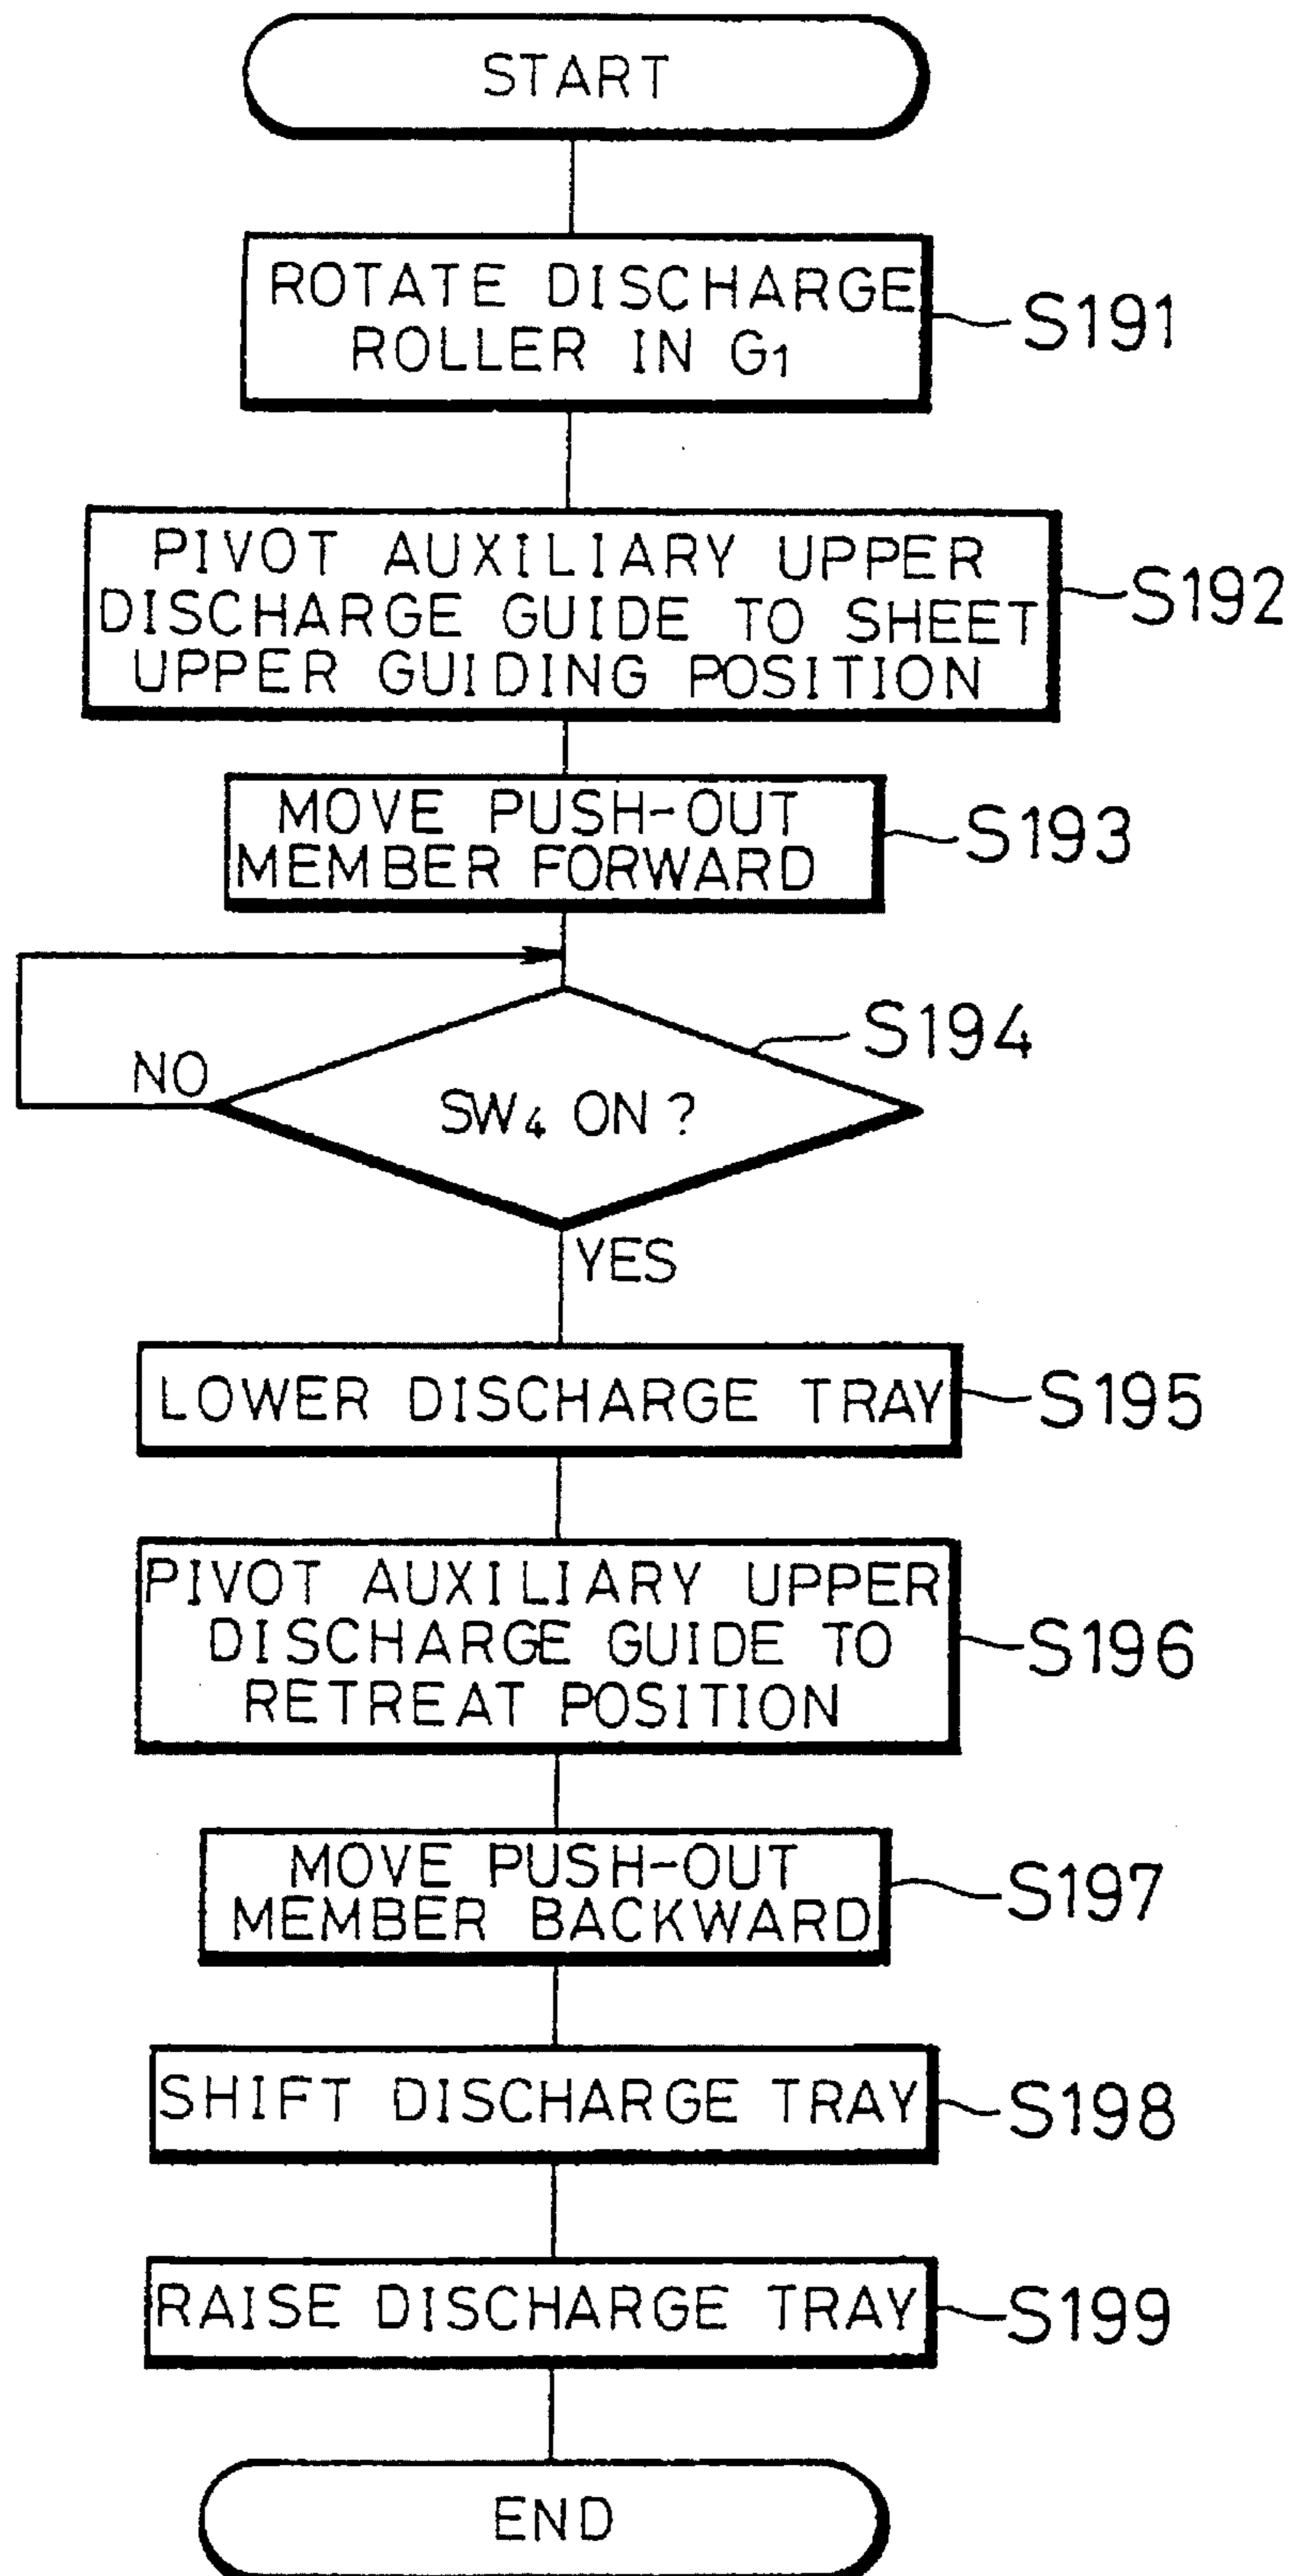 START
ROTATE DISCHARGE
ROLLER IN G1
S191
PIVOT AUXILIARY UPPER
DISCHARGE GUIDE TO SHEET
UPPER GUIDING POSITION
S192
MOVE PUSH-OUT
MEMBER FORWARD
S193
S194
NO
SW4 ON ?
YES
LOWER DISCHARGE TRAY
S195
PIVOT AUXILIARY UPPER
DISCHARGE GUIDE TO
RETREAT POSITION
S196
MOVE PUSH-OUT
MEMBER BACKWARD
S197
SHIFT DISCHARGE TRAY
S198
RAISE DISCHARGE TRAY
S199
END